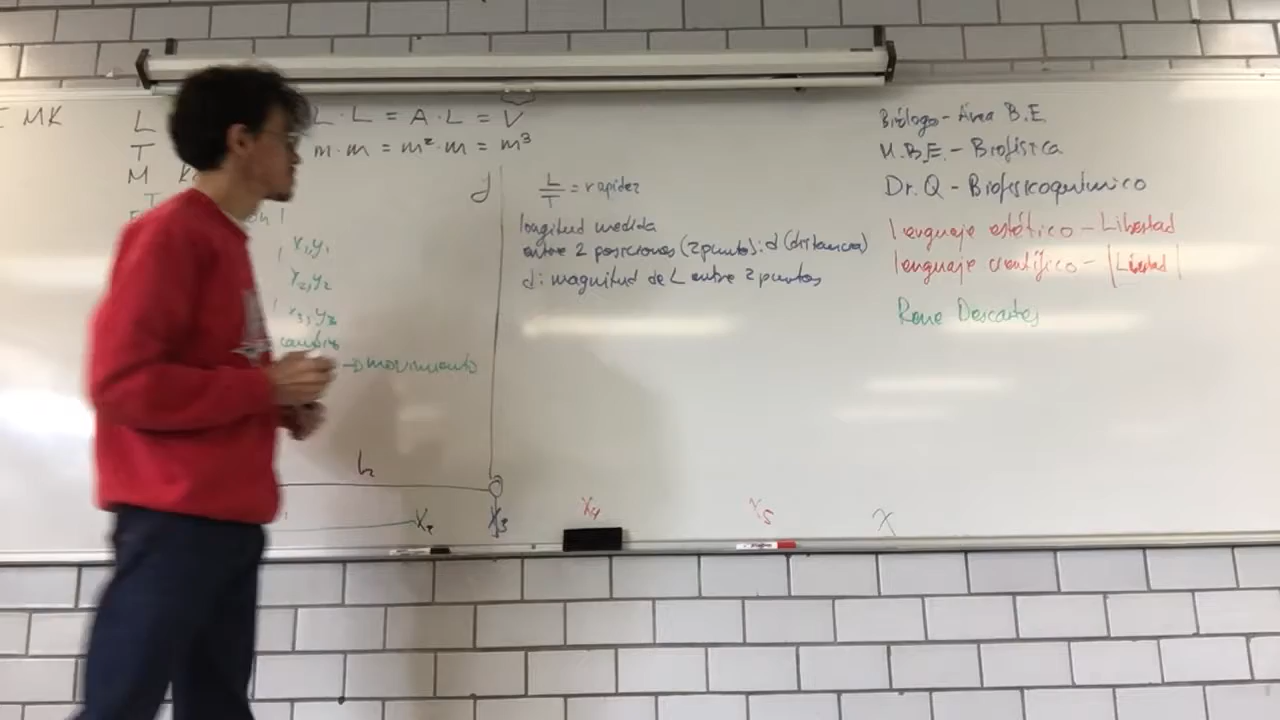 MK
L
L · L = A · L = V
T
m · m = m² · m = m³
M
T
x₁, y₁
x₂, y₂
x₃, y₃
cambio
→ movimiento
y
L/T = rapidez
longitud medida
entre 2 posiciones (2 puntos): d (distancia)
d: magnitud de L entre 2 puntos
Biólogo - Área B.E.
M.B.E. - Biofísica
Dr. Q - Biofisicoquímico
lenguaje estético - Libertad
lenguaje científico - |Libertad|
Rene Descartes
L
x₂
x₃
x₄
x₅
x